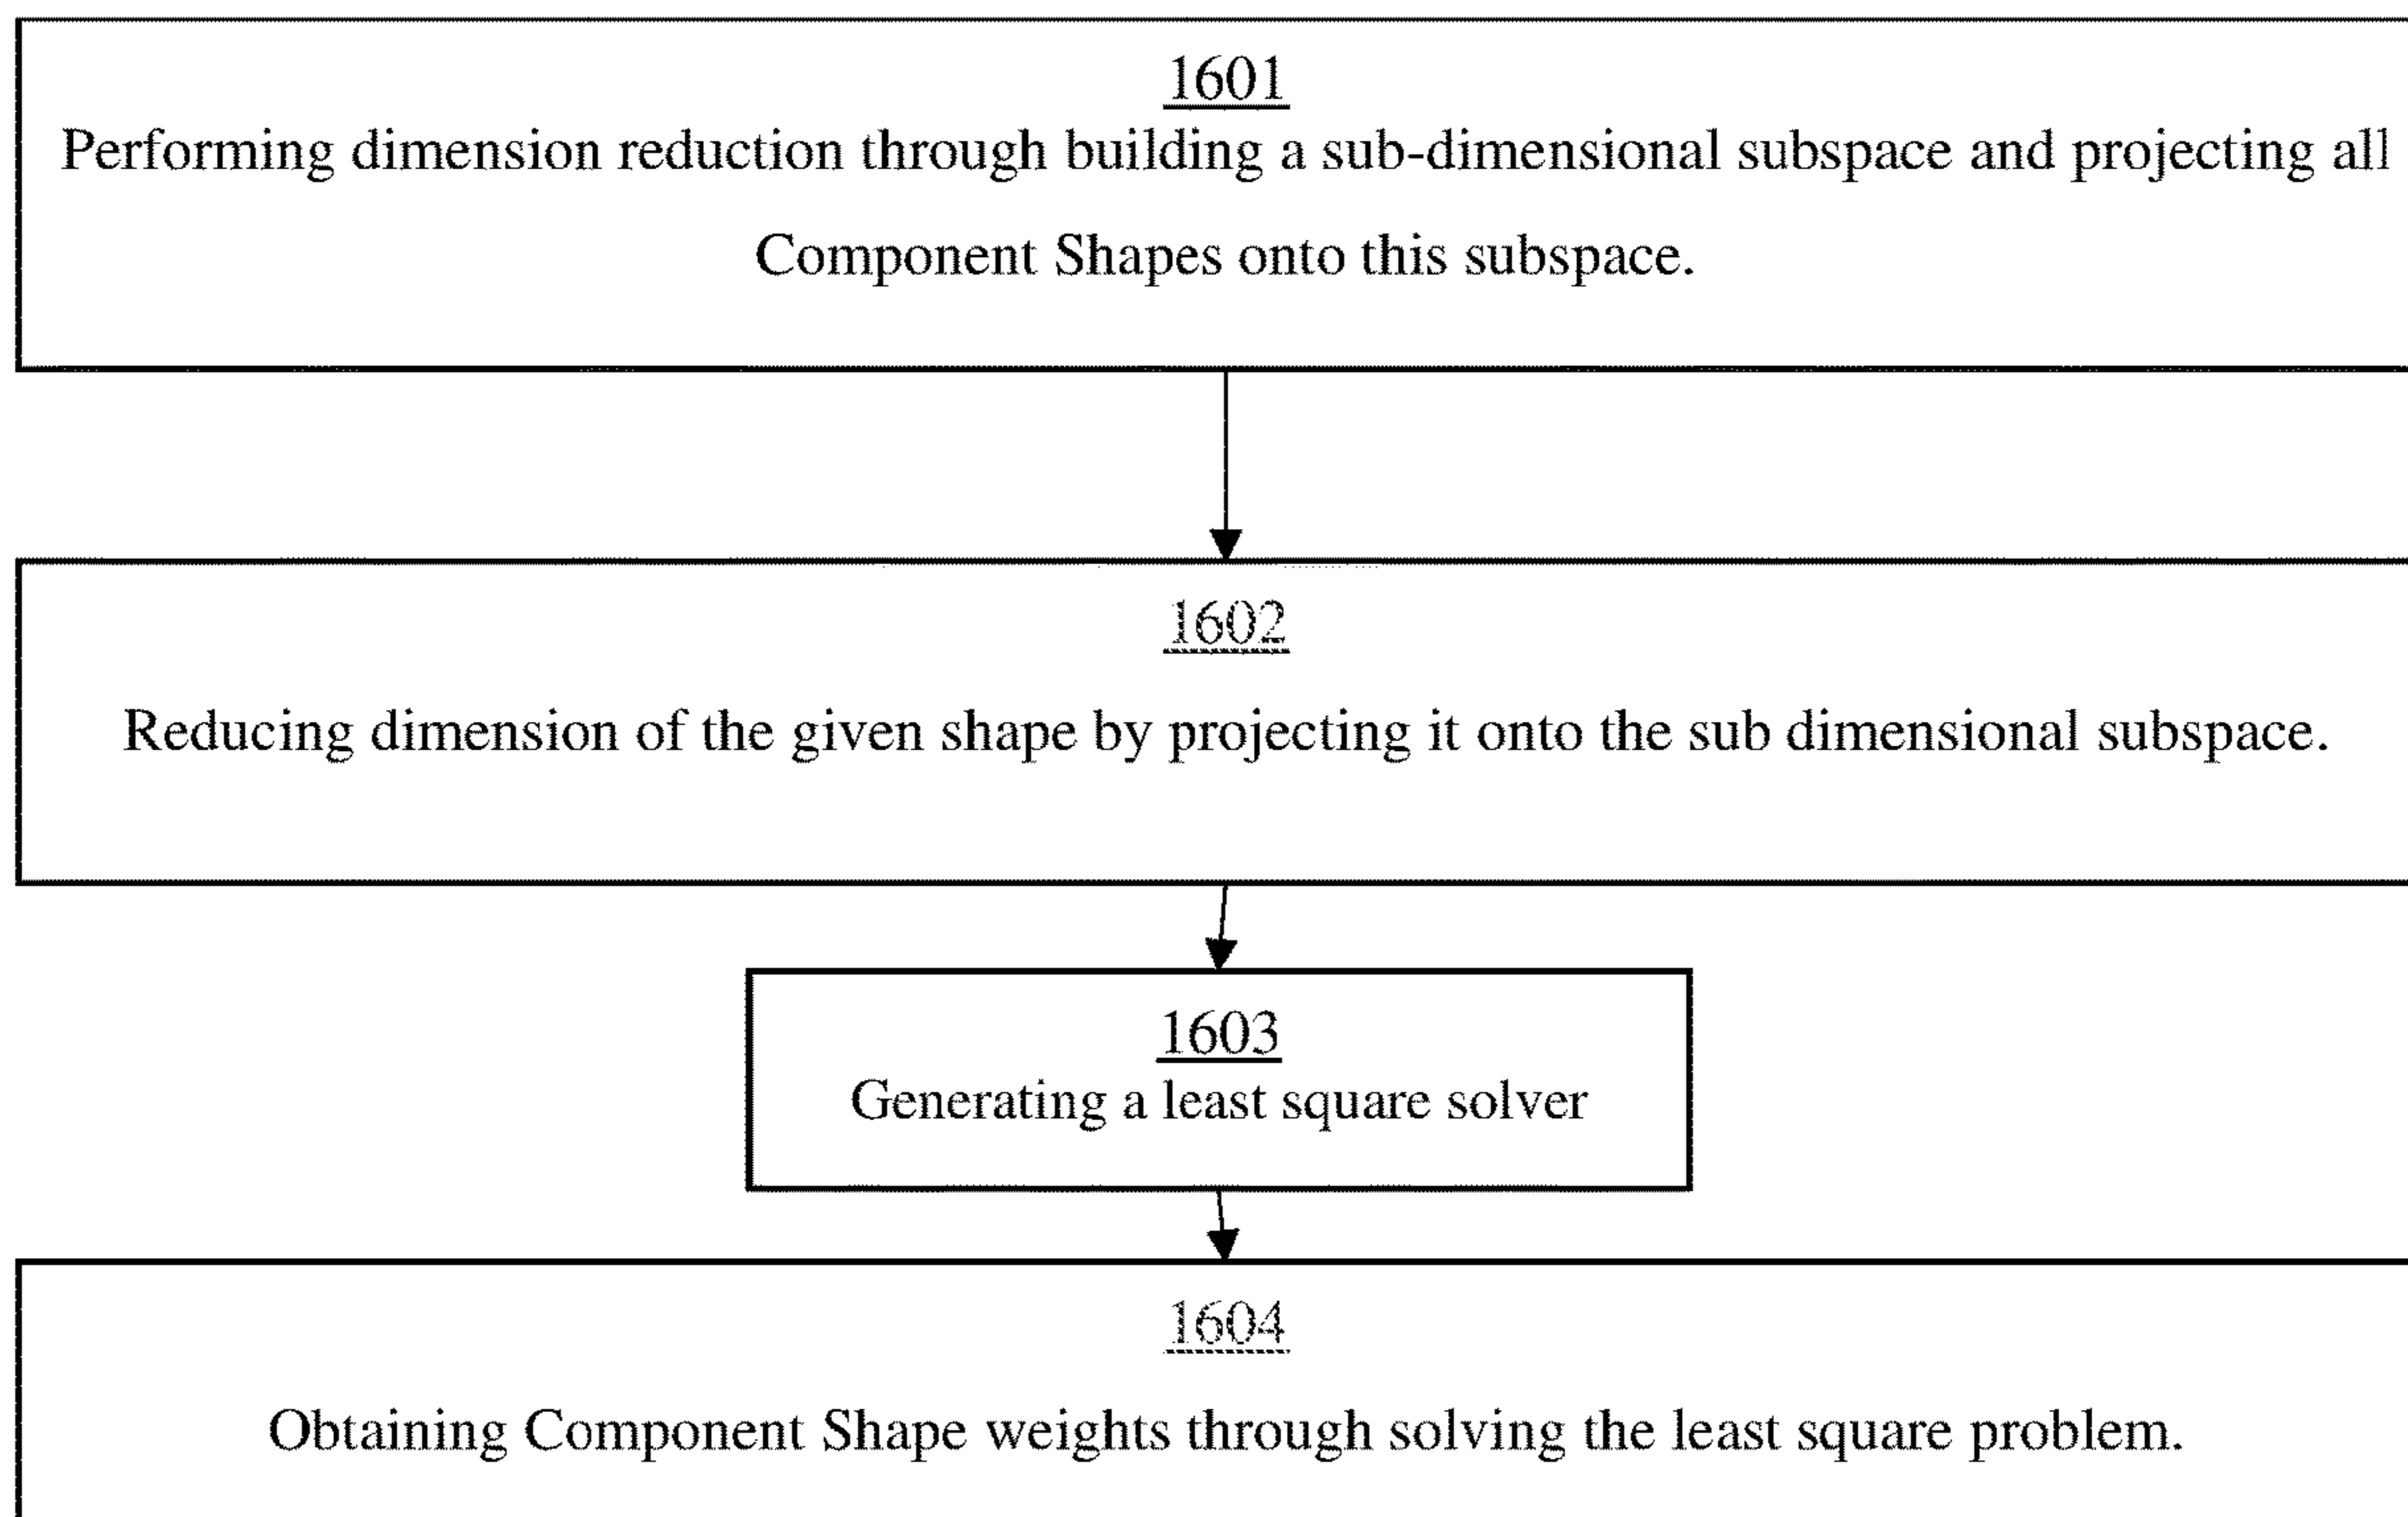 1601
Performing dimension reduction through building a sub-dimensional subspace and projecting all
Component Shapes onto this subspace.
1602
Reducing dimension of the given shape by projecting it onto the sub dimensional subspace.
1603
Generating a least square solver
1604
Obtaining Component Shape weights through solving the least square problem.